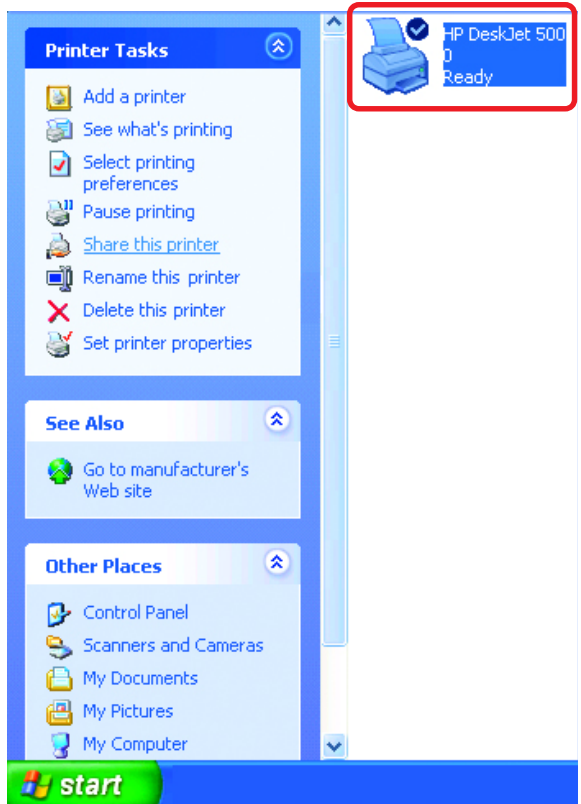 Printer Tasks
Add a printer
See what's printing
Select printing
preferences
Pause printing
Share this printer
Rename this printer
Delete this printer
Set printer properties
See Also
Go to manufacturer's
Web site
Other Places
Control Panel
Scanners and Cameras
My Documents
My Pictures
My Computer
HP DeskJet 500
0
Ready
start